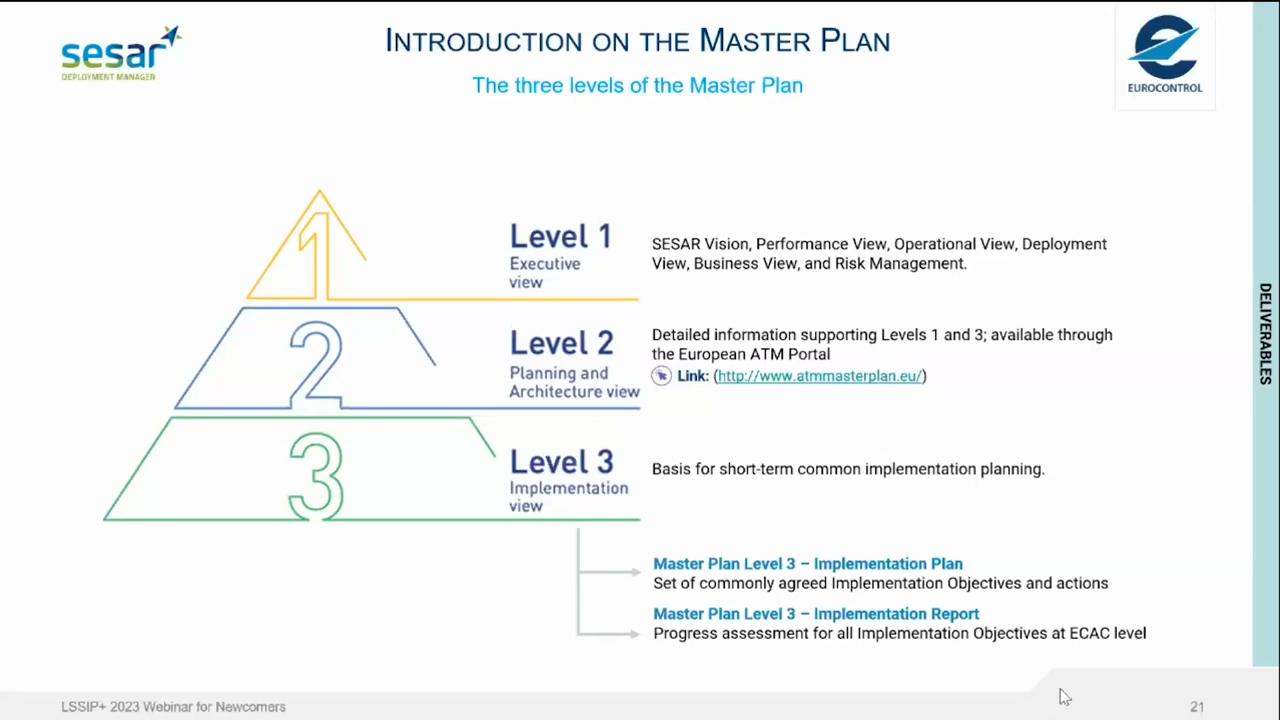 sesar
DEPLOYMENT MANAGER
INTRODUCTION ON THE MASTER PLAN
The three levels of the Master Plan
EUROCONTROL
1
Level 1
Executive
view
SESAR Vision, Performance View, Operational View, Deployment
View, Business View, and Risk Management.
2
Level 2
Planning and
Architecture view
Detailed information supporting Levels 1 and 3; available through
the European ATM Portal
Link: (http://www.atmmasterplan.eu/)
3
Level 3
Implementation
view
Basis for short-term common implementation planning.
Master Plan Level 3 – Implementation Plan
Set of commonly agreed Implementation Objectives and actions
Master Plan Level 3 – Implementation Report
Progress assessment for all Implementation Objectives at ECAC level
DELIVERABLES
LSSIP+ 2023 Webinar for Newcomers
21